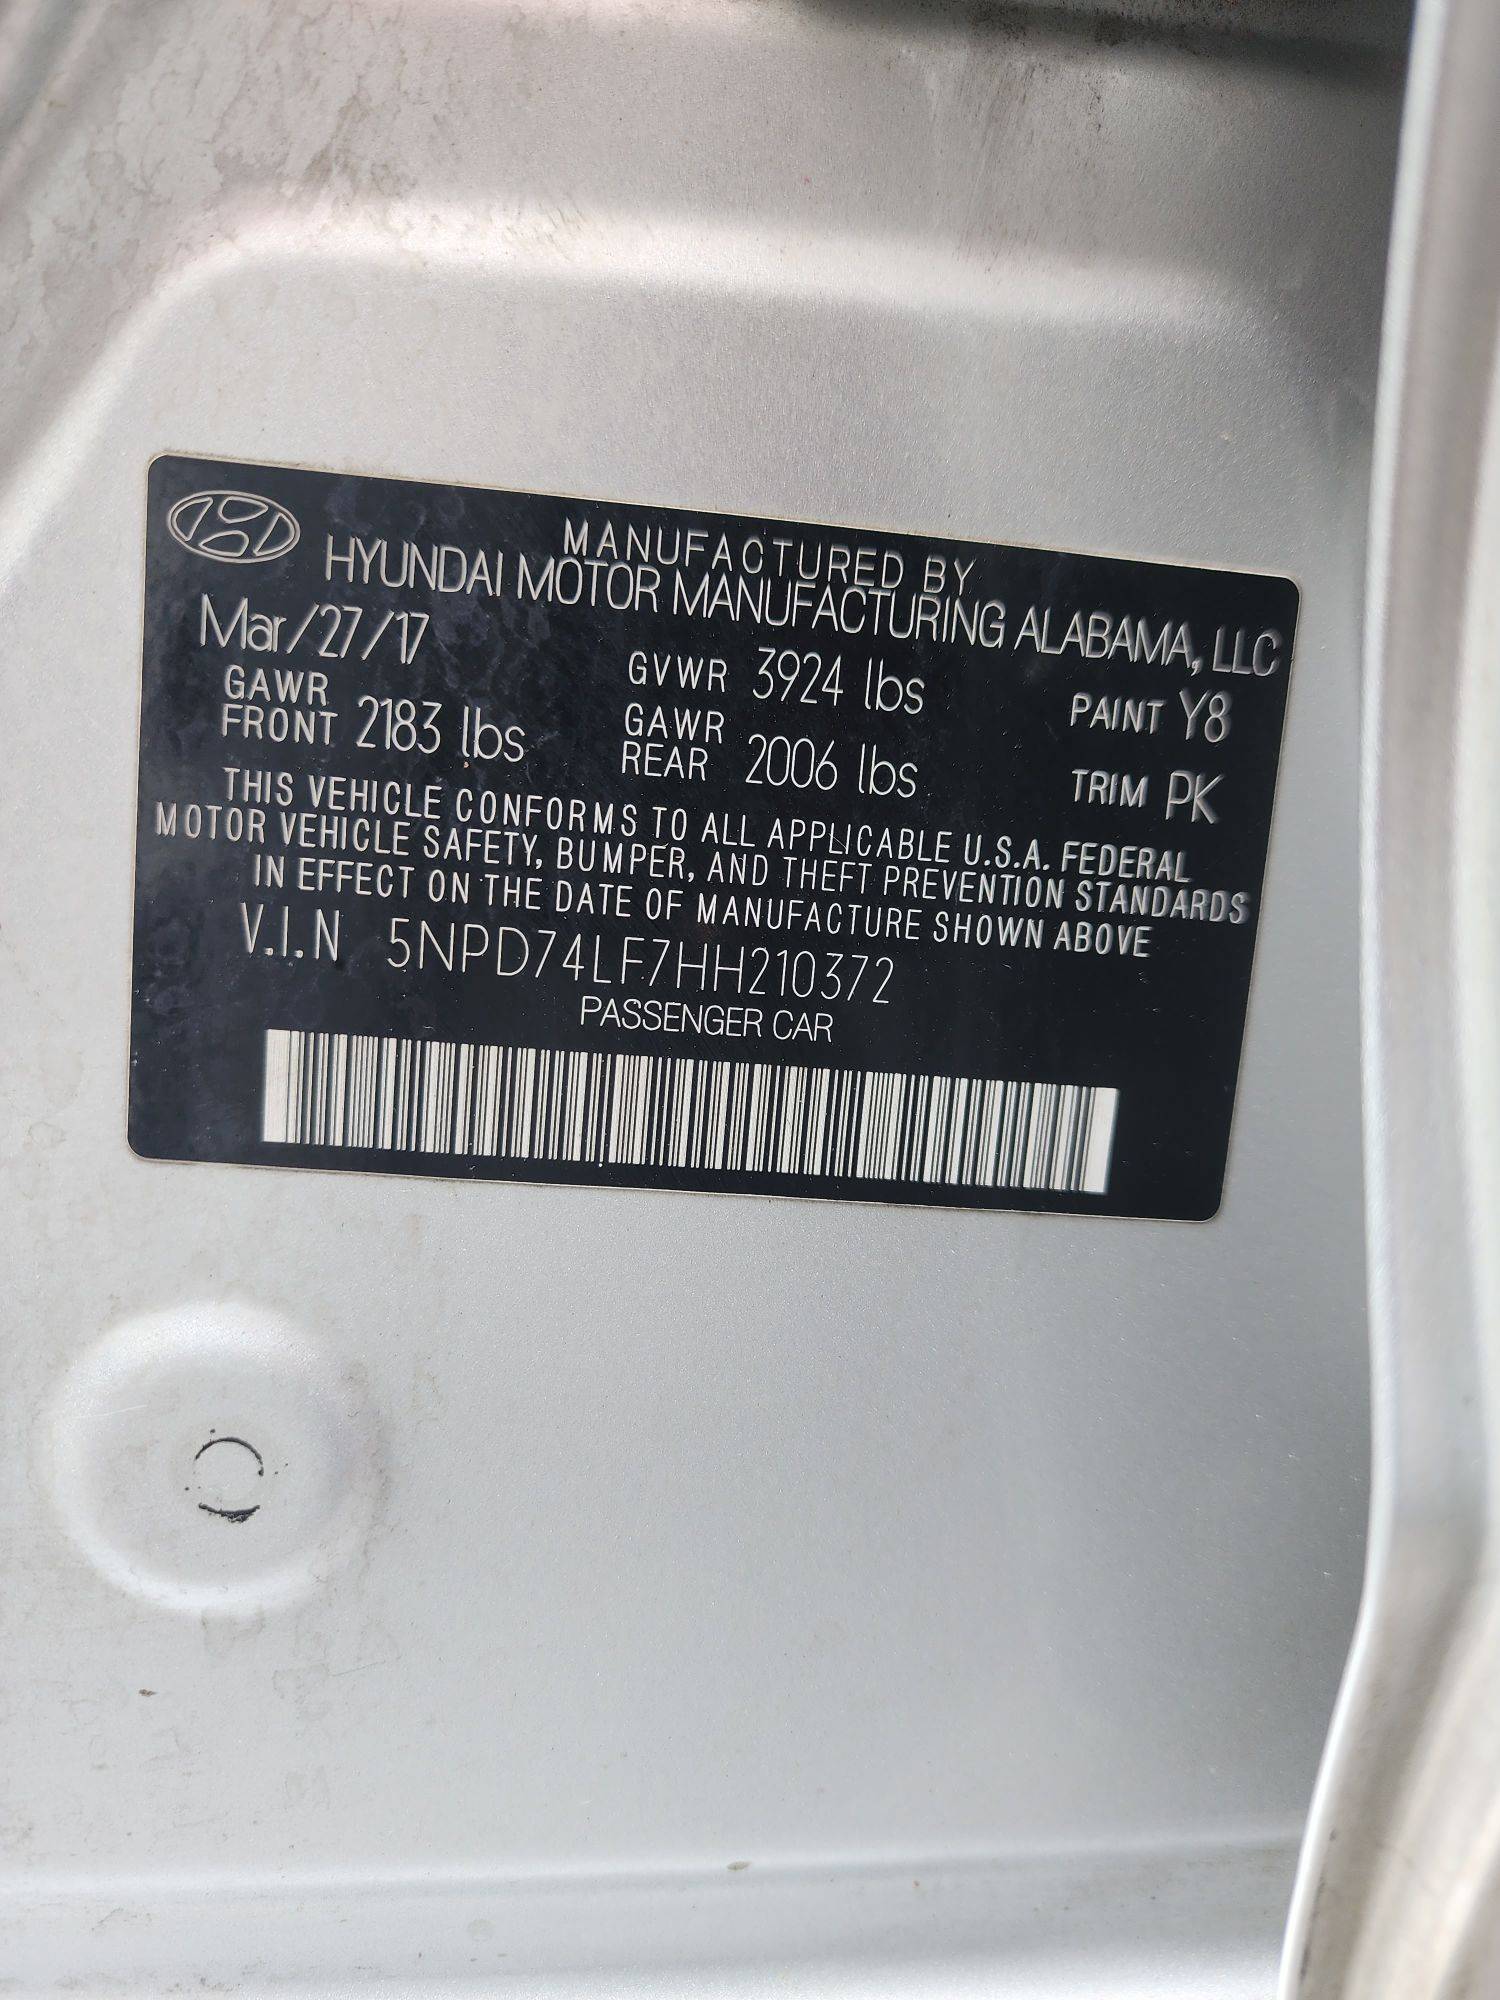 MANUFACTURED BY
HYUNDAI MOTOR MANUFACTURING ALABAMA, LLC
Mar/27/17 GVWR 3924 lbs PAINT Y8
GAWR FRONT 2183 lbs GAWR REAR 2006 lbs TRIM PK
THIS VEHICLE CONFORMS TO ALL APPLICABLE U.S.A. FEDERAL
MOTOR VEHICLE SAFETY, BUMPER, AND THEFT PREVENTION STANDARDS
IN EFFECT ON THE DATE OF MANUFACTURE SHOWN ABOVE
V.I.N 5NPD74LF7HH210372
PASSENGER CAR